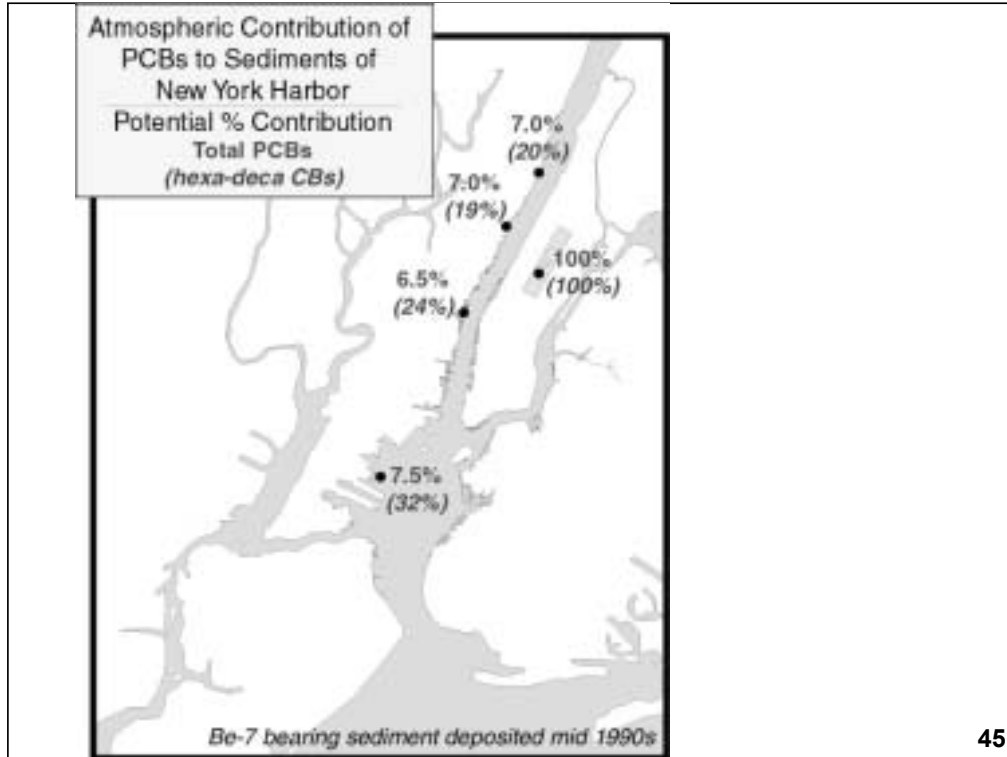 Atmospheric Contribution of
PCBs to Sediments of
New York Harbor
Potential % Contribution
Total PCBs
(hexa-deca CBs)
7.0%
(20%)
7.0%
(19%)
100%
(100%)
6.5%
(24%)
7.5%
(32%)
Be-7 bearing sediment deposited mid 1990s
45